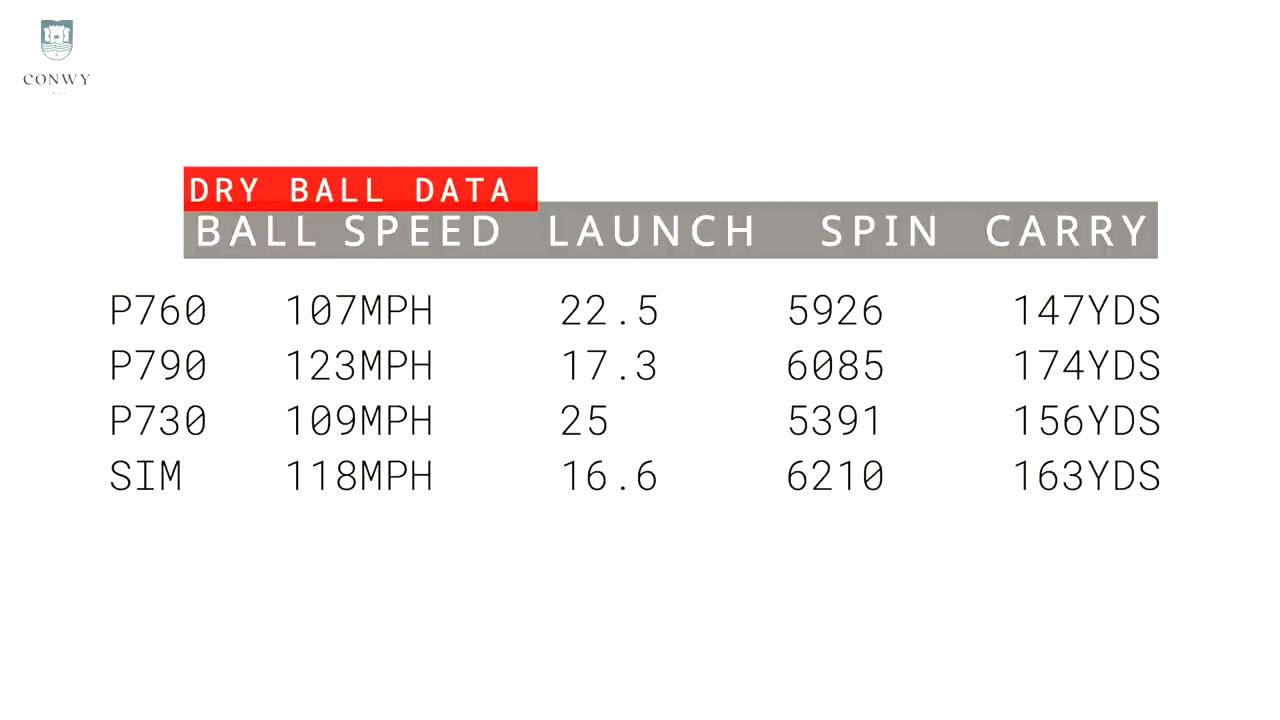 CONWY
DRY BALL DATA
BALL SPEED LAUNCH SPIN CARRY
P760 107MPH 22.5 5926 147YDS
P790 123MPH 17.3 6085 174YDS
P730 109MPH 25 5391 156YDS
SIM 118MPH 16.6 6210 163YDS